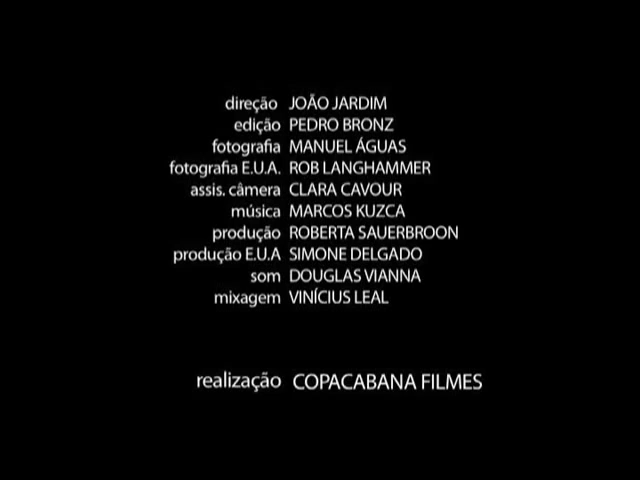 direção JOÃO JARDIM
edição PEDRO BRONZ
fotografia MANUEL ÁGUAS
fotografia E.U.A. ROB LANGHAMMER
assis. câmera CLARA CAVOUR
música MARCOS KUZCA
produção ROBERTA SAUERBROON
produção E.U.A SIMONE DELGADO
som DOUGLAS VIANNA
mixagem VINÍCIUS LEAL
realização COPACABANA FILMES